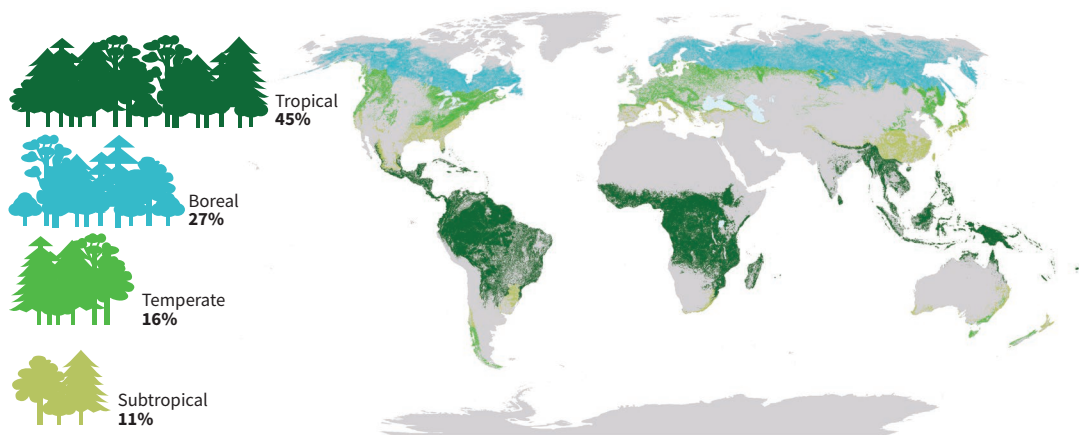 Tropical
45%
Boreal
27%
Temperate
16%
Subtropical
11%